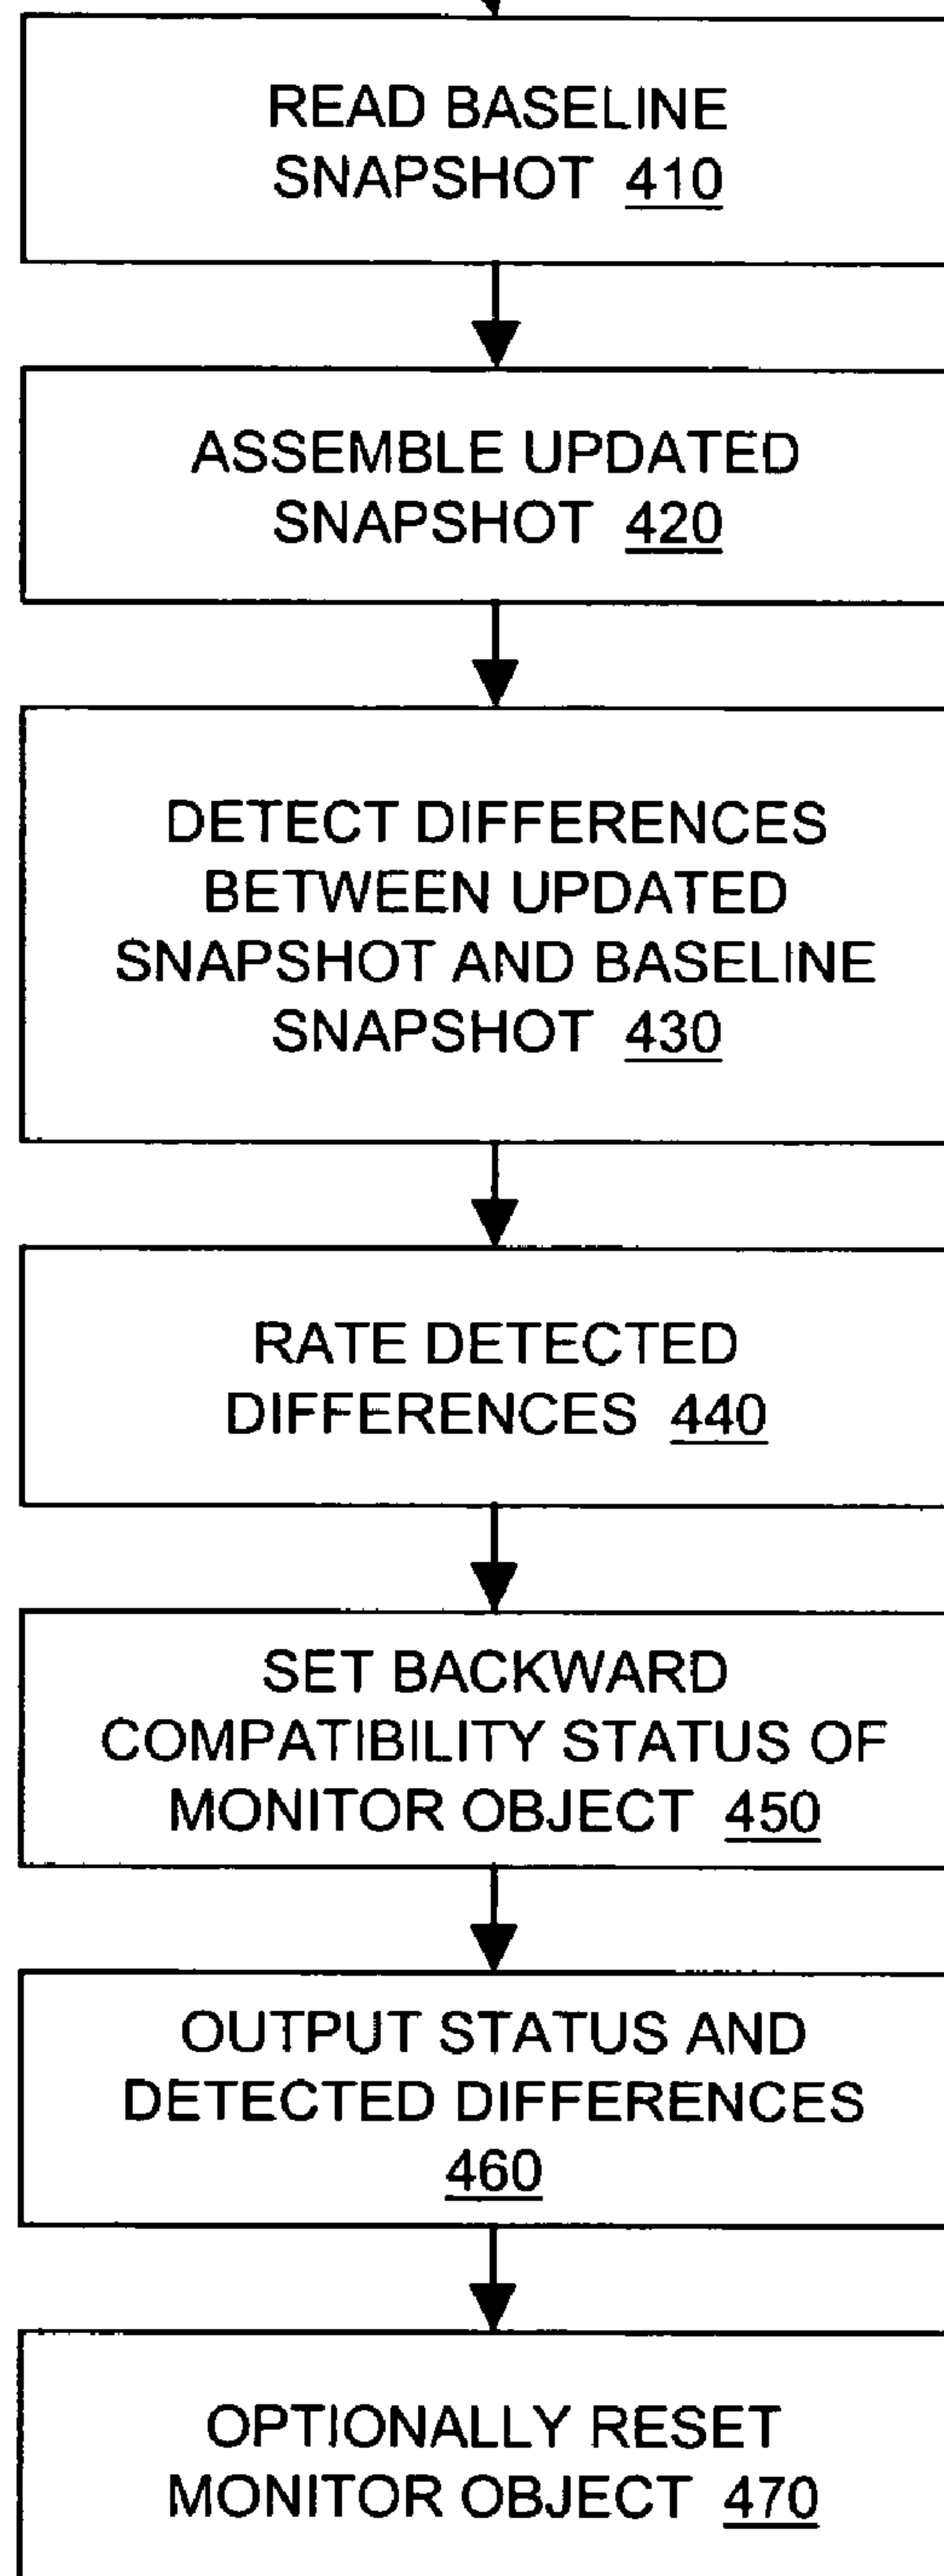 READ BASELINE
SNAPSHOT 410
ASSEMBLE UPDATED
SNAPSHOT 420
DETECT DIFFERENCES
BETWEEN UPDATED
SNAPSHOT AND BASELINE
SNAPSHOT 430
RATE DETECTED
DIFFERENCES 440
SET BACKWARD
COMPATIBILITY STATUS OF
MONITOR OBJECT 450
OUTPUT STATUS AND
DETECTED DIFFERENCES
460
OPTIONALLY RESET
MONITOR OBJECT 470